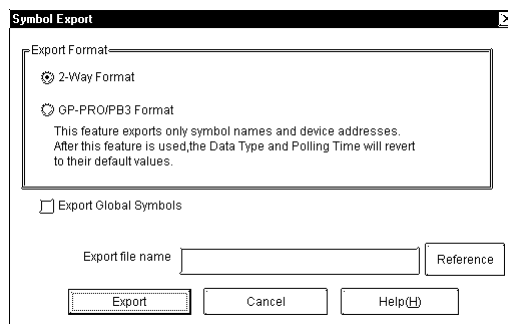 Symbol Export
Export Format
2-Way Format
GP-PRO/PB3 Format
This feature exports only symbol names and device addresses.
After this feature is used,the Data Type and Polling Time will revert
to their default values.
Export Global Symbols
Export file name
Reference
Export
Cancel
Help(H)